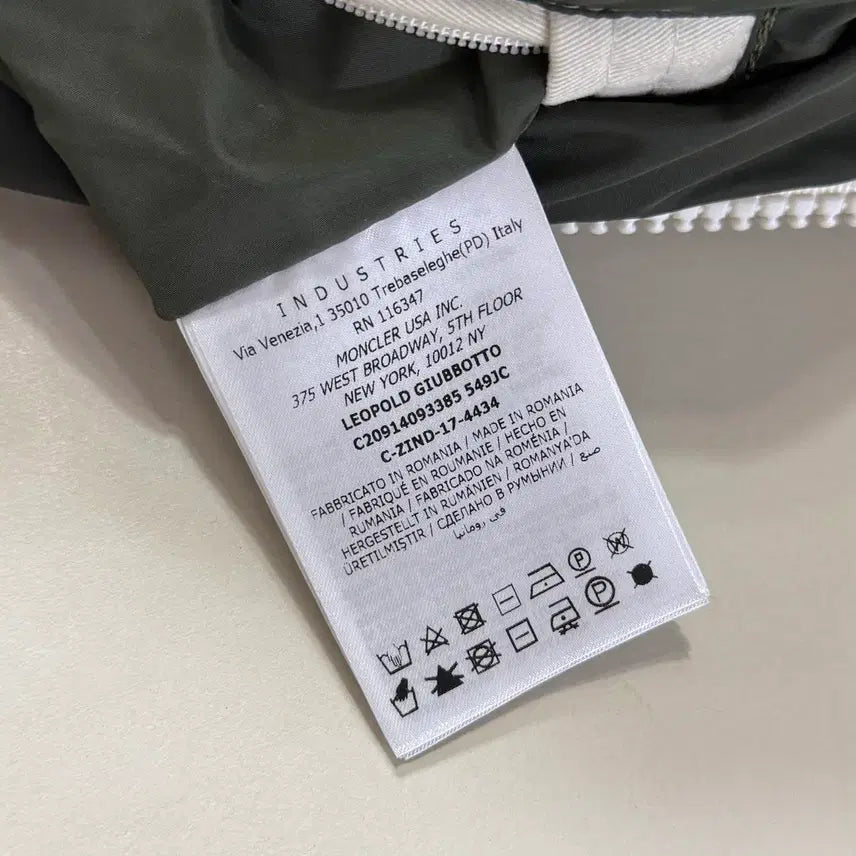 INDUSTRIES
Via Venezia,1 35010 Trebaseleghe(PD) Italy
RN 116347
MONCLER USA INC.
375 WEST BROADWAY, 5TH FLOOR
NEW YORK, 10012 NY
LEOPOLD GIUBBOTTO
C20914093385 549JC
C-ZIND-17-4434
FABBRICATO IN ROMANIA / MADE IN ROMANIA
/ FABRIQUÉ EN ROUMANIE / HECHO EN
RUMANIA / FABRICADO NA ROMÊNIA /
HERGESTELLT IN RUMÄNIEN / ROMANYA'DA
ÜRETILMIŞTIR / СДЕЛАНО В РУМЫНИИ / صنع
في رومانيا
P W
P